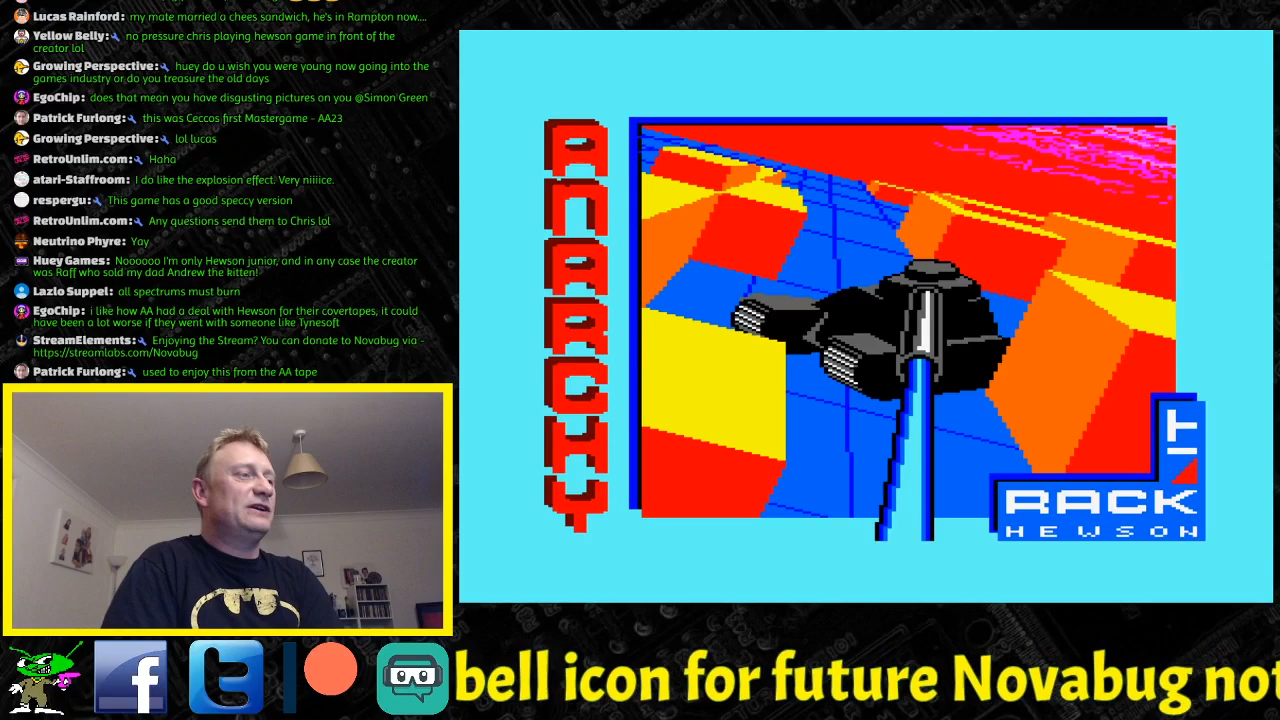 Lucas Rainford: my mate married a chees sandwich, he's in Rampton now....
Yellow Belly: no pressure chris playing hewson game in front of the
creator lol
Growing Perspective: huey do u wish you were young now going into the
games industry or do you treasure the old days
EgoChip: does that mean you have disgusting pictures on you @Simon Green
Patrick Furlong: this was Ceccos first Mastergame - AA23
Growing Perspective: lol lucas
RetroUnlim.com: Haha
atari-Staffroom: I do like the explosion effect. Very niiiice.
respergu: This game has a good speccy version
RetroUnlim.com: Any questions send them to Chris lol
Neutrino Phyre: Yay
Huey Games: Noooooo I'm only Hewson junior, and in any case the creator
was Raff who sold my dad Andrew the kitten!
Lazlo Suppel: all spectrums must burn
EgoChip: i like how AA had a deal with Hewson for their covertapes, it could
have been a lot worse if they went with someone like Tynesoft
StreamElements: Enjoying the Stream? You can donate to Novabug via -
https://streamlabs.com/Novabug
Patrick Furlong: used to enjoy this from the AA tape
ANARCHY
RACK
IT
HEWSON
bell icon for future Novabug not